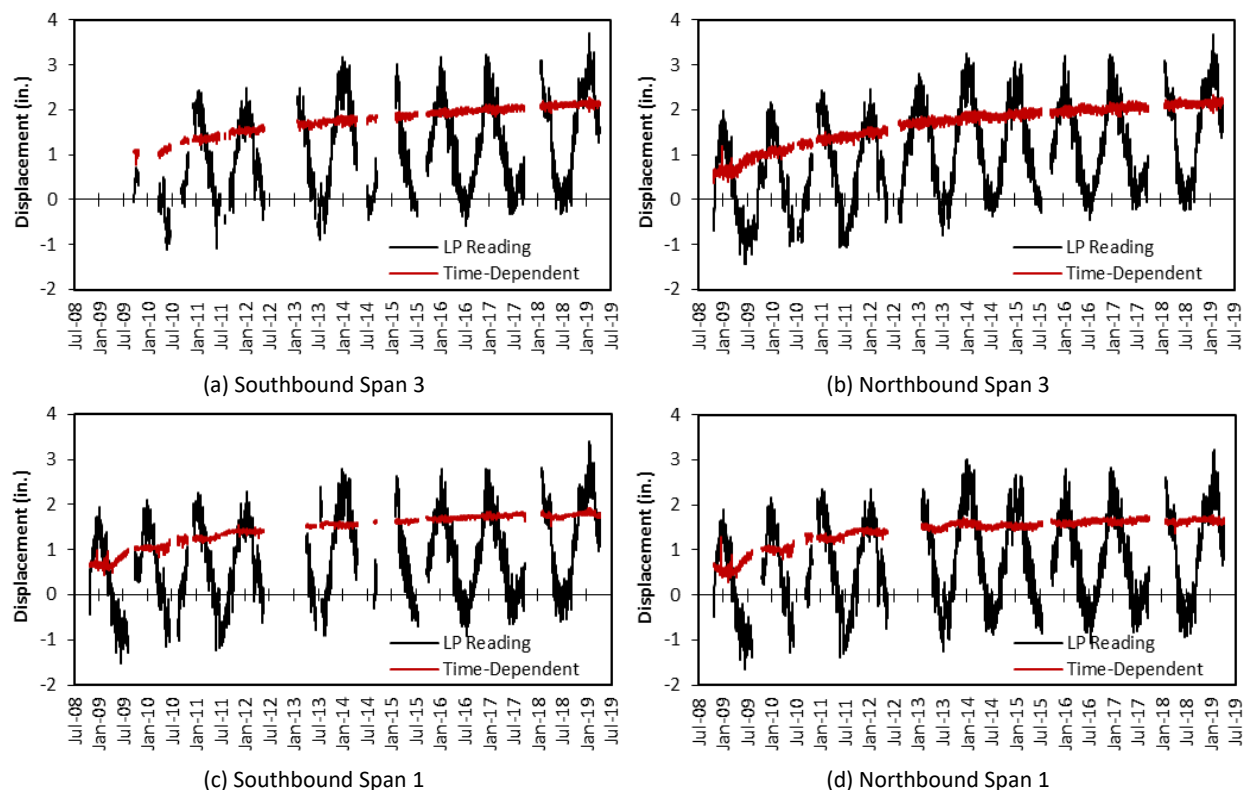 4
3
2
1
0
-1
-2
Displacement (in.)
LP Reading
Time-Dependent
Jul-08
Jan-09
Jul-09
Jan-10
Jul-10
Jan-11
Jul-11
Jan-12
Jul-12
Jan-13
Jul-13
Jan-14
Jul-14
Jan-15
Jul-15
Jan-16
Jul-16
Jan-17
Jul-17
Jan-18
Jul-18
Jan-19
Jul-19
(a) Southbound Span 3
4
3
2
1
0
-1
-2
Displacement (in.)
LP Reading
Time-Dependent
Jul-08
Jan-09
Jul-09
Jan-10
Jul-10
Jan-11
Jul-11
Jan-12
Jul-12
Jan-13
Jul-13
Jan-14
Jul-14
Jan-15
Jul-15
Jan-16
Jul-16
Jan-17
Jul-17
Jan-18
Jul-18
Jan-19
Jul-19
(b) Northbound Span 3
4
3
2
1
0
-1
-2
Displacement (in.)
LP Reading
Time-Dependent
Jul-08
Jan-09
Jul-09
Jan-10
Jul-10
Jan-11
Jul-11
Jan-12
Jul-12
Jan-13
Jul-13
Jan-14
Jul-14
Jan-15
Jul-15
Jan-16
Jul-16
Jan-17
Jul-17
Jan-18
Jul-18
Jan-19
Jul-19
(c) Southbound Span 1
4
3
2
1
0
-1
-2
Displacement (in.)
LP Reading
Time-Dependent
Jul-08
Jan-09
Jul-09
Jan-10
Jul-10
Jan-11
Jul-11
Jan-12
Jul-12
Jan-13
Jul-13
Jan-14
Jul-14
Jan-15
Jul-15
Jan-16
Jul-16
Jan-17
Jul-17
Jan-18
Jul-18
Jan-19
Jul-19
(d) Northbound Span 1